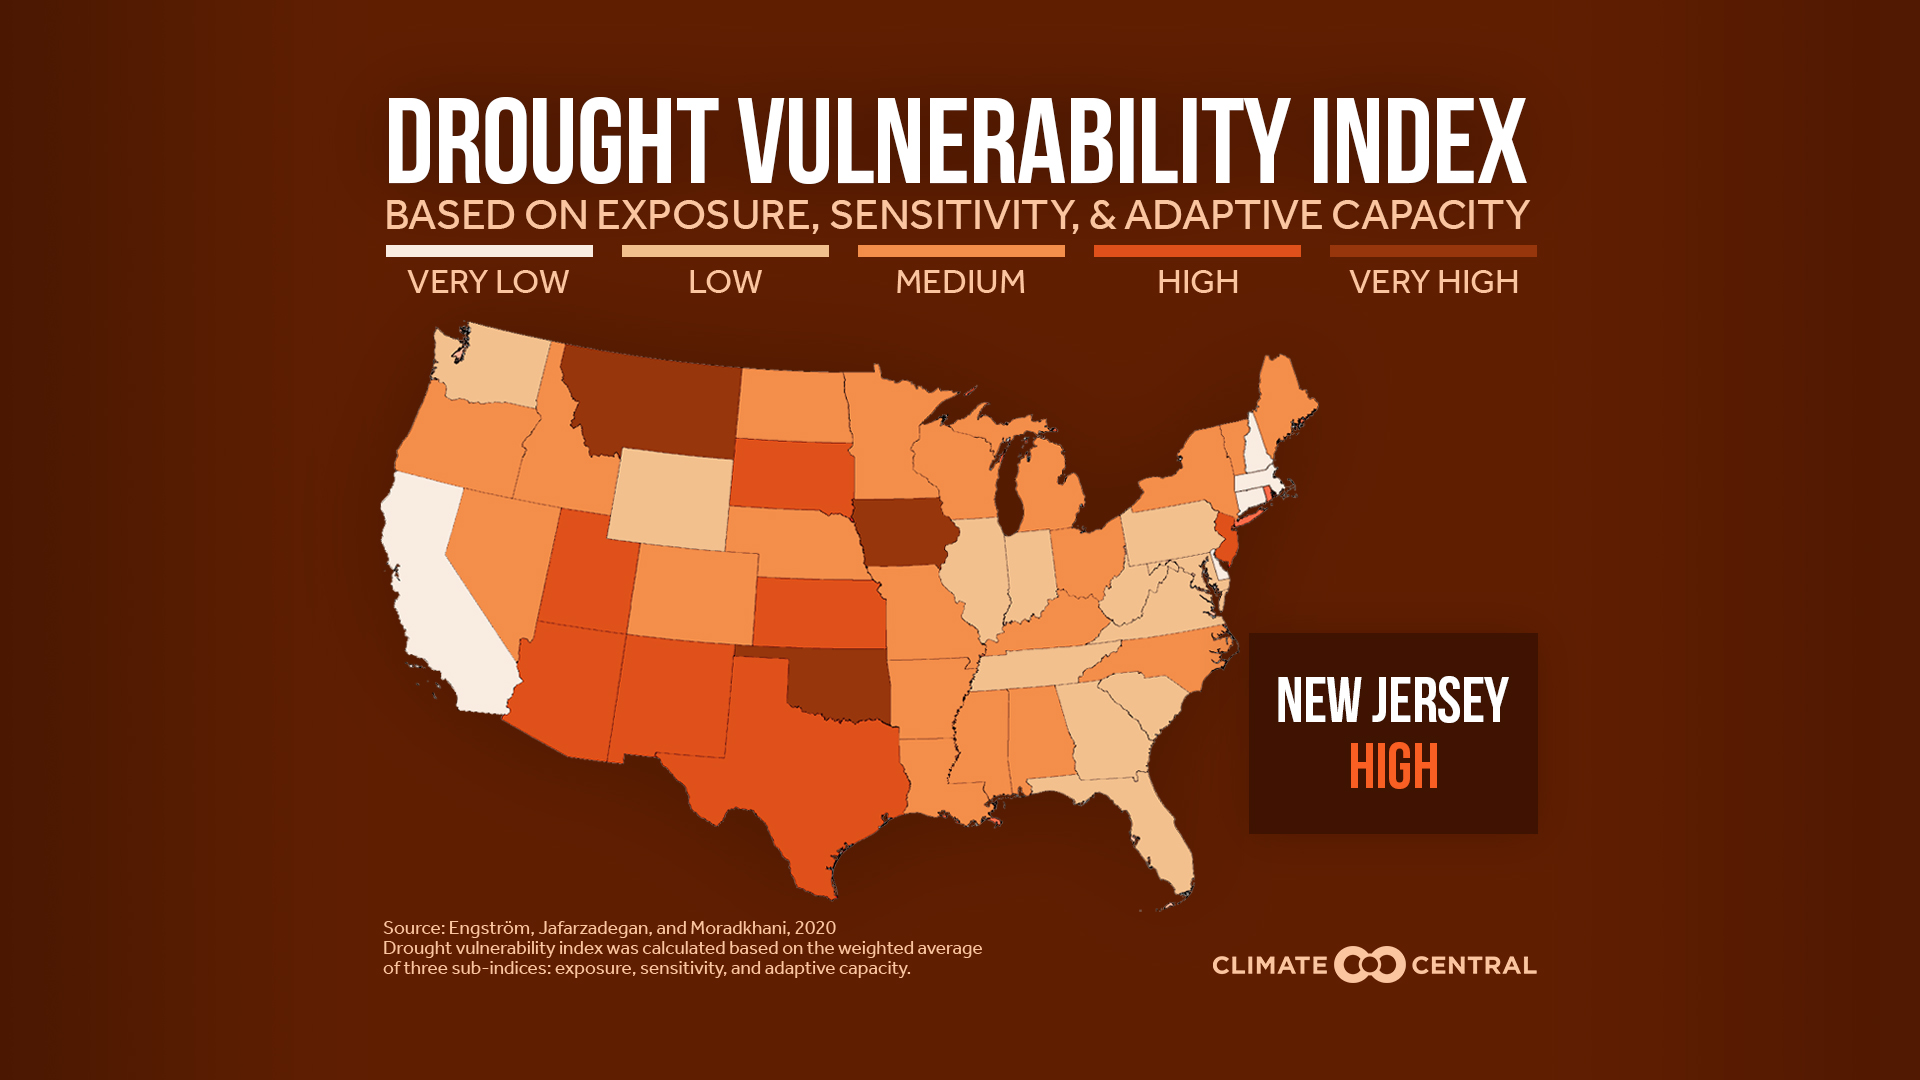 DROUGHT VULNERABILITY INDEX
BASED ON EXPOSURE, SENSITIVITY, & ADAPTIVE CAPACITY
VERY LOW
LOW
MEDIUM
HIGH
VERY HIGH
NEW JERSEY
HIGH
Source: Engström, Jafarzadegan, and Moradkhani, 2020
Drought vulnerability index was calculated based on the weighted average
of three sub-indices: exposure, sensitivity, and adaptive capacity.
CLIMATE CENTRAL